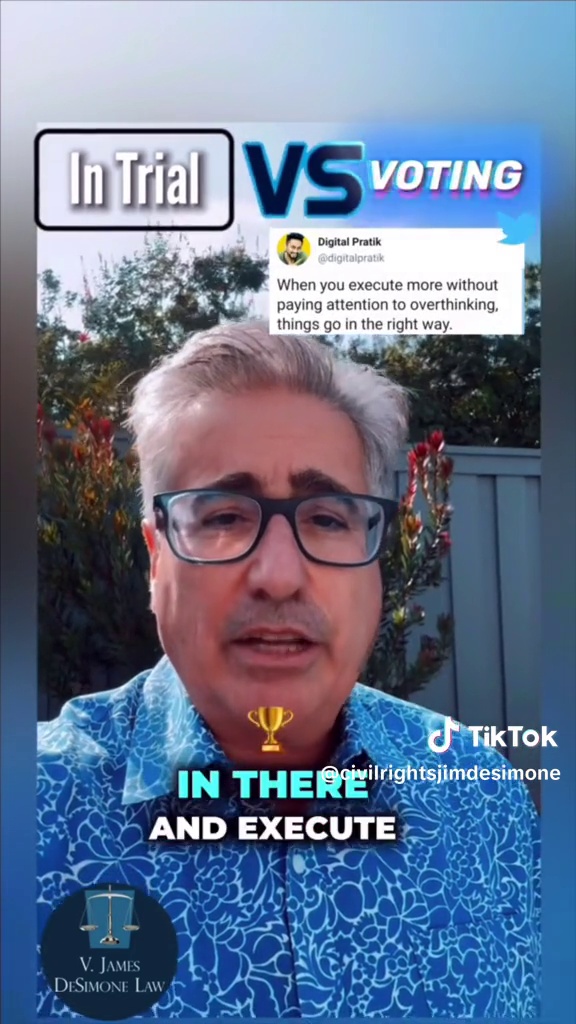 In Trial
VS
VOTING
Digital Pratik
@digitalpratik
When you execute more without
paying attention to overthinking,
things go in the right way.
TikTok
@civilrightsjimdesimone
IN THERE
AND EXECUTE
V. JAMES
DESIMONE LAW